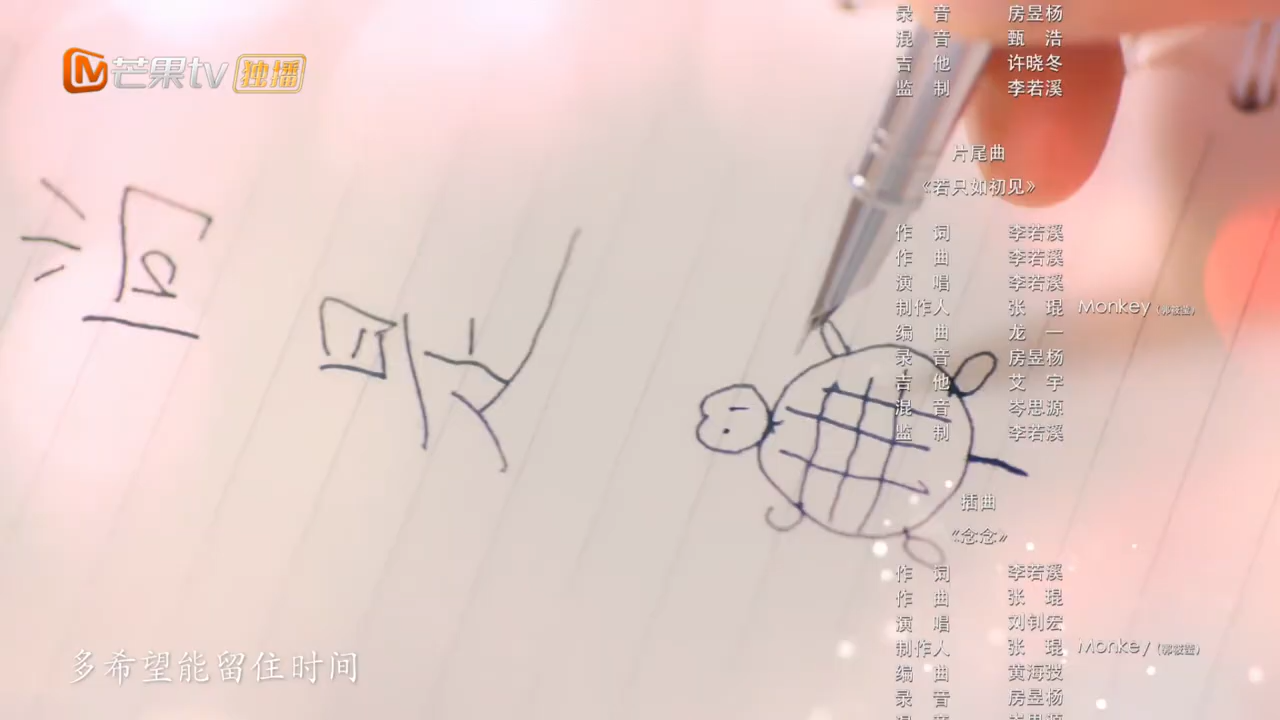 芒果tv 独播
录 音 房昱杨
混 音 甄 浩
吉 他 许晓冬
监 制 李若溪
片尾曲
《若只如初见》
作 词 李若溪
作 曲 李若溪
演 唱 李若溪
制作人 张 琨 Monkey
编 曲 龙 一
录 音 房昱杨
吉 他 艾 宇
混 音 岑思源
监 制 李若溪
插曲
《念念》
作 词 李若溪
作 曲 张 琨
演 唱 刘钊宏
制作人 张 琨 Monkey
编 曲 黄海弢
录 音 房昱杨
多希望能留住时间